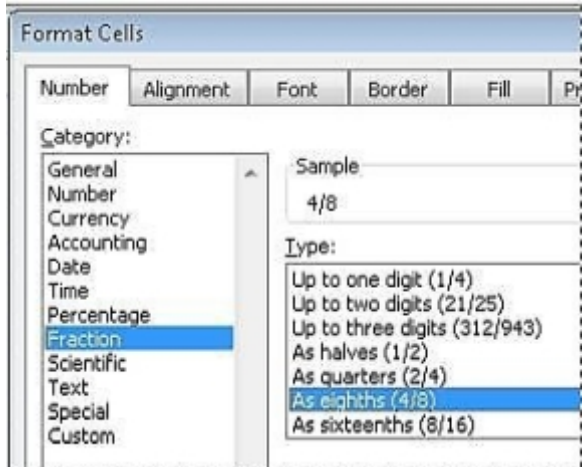 Format Cells
Number Alignment Font Border Fill
Category:
General
Number
Currency
Accounting
Date
Time
Percentage
Fraction
Scientific
Text
Special
Custom
Sample
4/8
Type:
Up to one digit (1/4)
Up to two digits (21/25)
Up to three digits (312/943)
As halves (1/2)
As quarters (2/4)
As eighths (4/8)
As sixteenths (8/16)